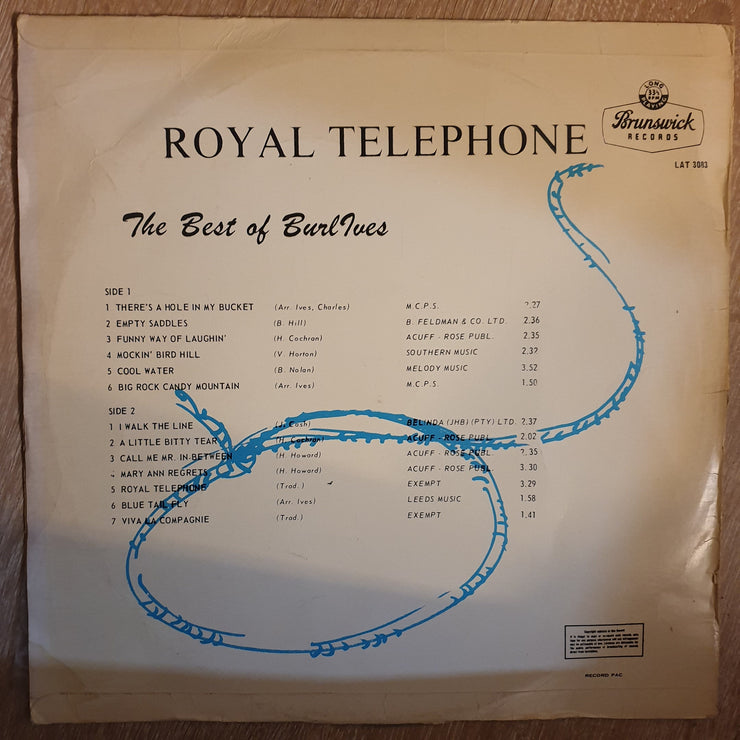 LONG
33⅓
RPM
PLAYING
Brunswick
RECORDS
ROYAL TELEPHONE
LAT 3083
The Best of Burl Ives
SIDE 1
1 THERE'S A HOLE IN MY BUCKET (Arr. Ives, Charles) M.C.P.S. 2.27
2 EMPTY SADDLES (B. Hill) B. FELDMAN & CO. LTD. 2.36
3 FUNNY WAY OF LAUGHIN' (H. Cochran) ACUFF - ROSE PUBL. 2.35
4 MOCKIN' BIRD HILL (V. Horton) SOUTHERN MUSIC 2.32
5 COOL WATER (B. Nolan) MELODY MUSIC 3.52
6 BIG ROCK CANDY MOUNTAIN (Arr. Ives) M.C.P.S. 1.50
SIDE 2
1 I WALK THE LINE (J. Cash) BELINDA (JHB) (PTY) LTD. 2.37
2 A LITTLE BITTY TEAR (H. Cochran) ACUFF - ROSE PUBL. 2.02
3 CALL ME MR. IN-BETWEEN (H. Howard) ACUFF - ROSE PUBL. 2.35
4 MARY ANN REGRETS (H. Howard) ACUFF - ROSE PUBL. 3.30
5 ROYAL TELEPHONE (Trad.) EXEMPT 3.29
6 BLUE TAIL FLY (Arr. Ives) LEEDS MUSIC 1.58
7 VIVA LA COMPAGNIE (Trad.) EXEMPT 1.41
RECORD PAC